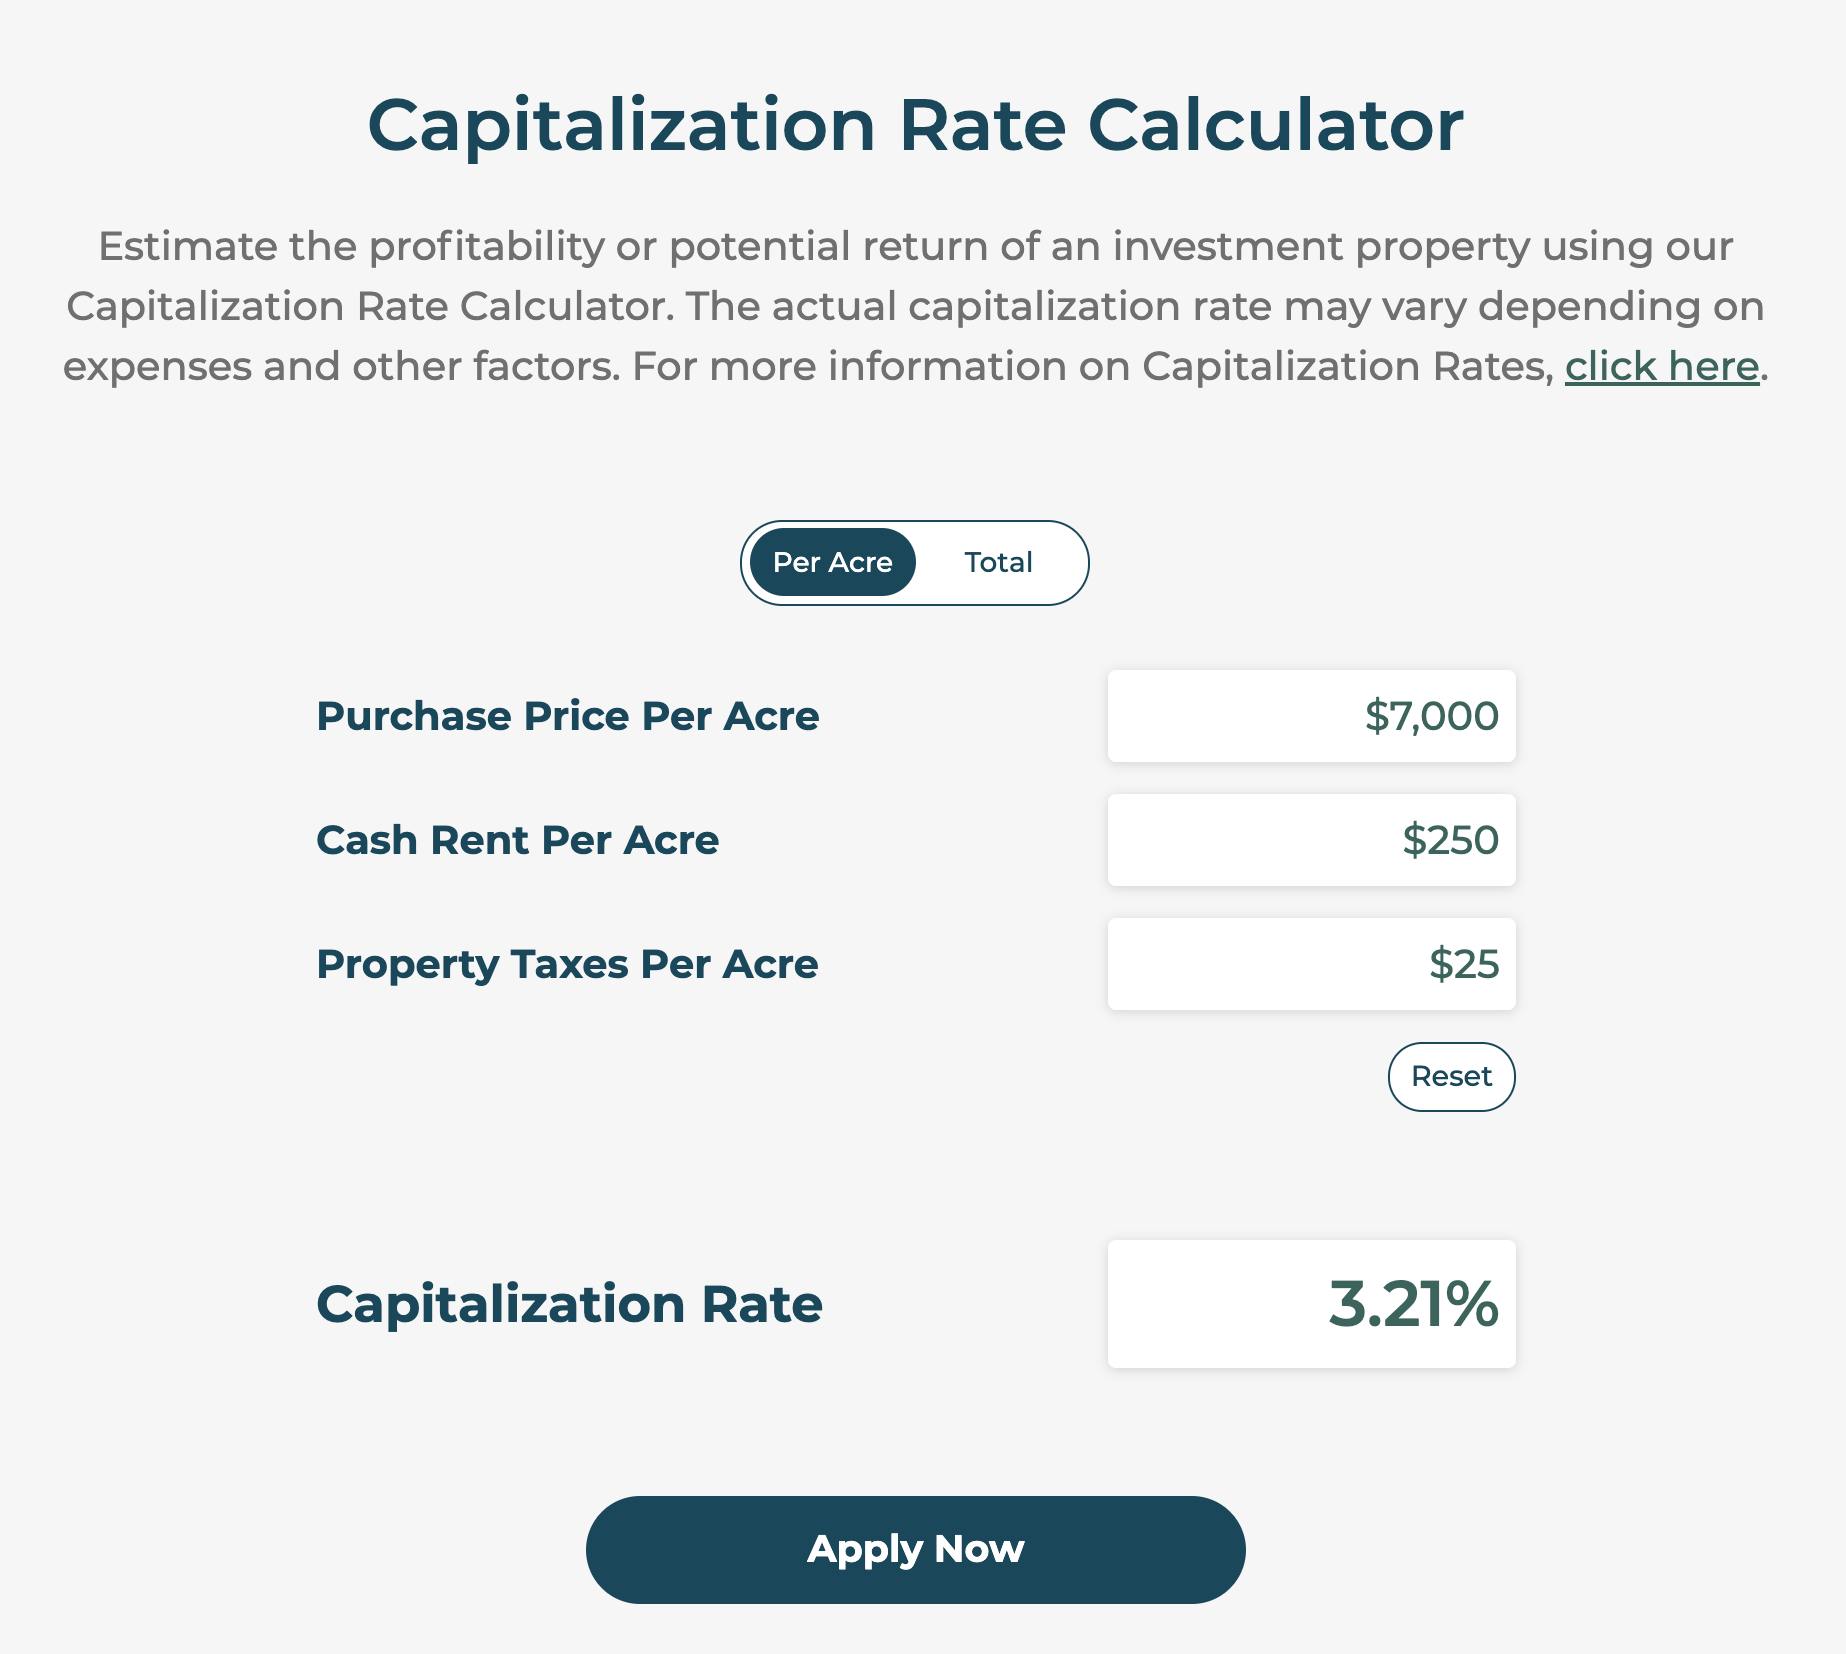 Capitalization Rate Calculator
Estimate the profitability or potential return of an investment property using our
Capitalization Rate Calculator. The actual capitalization rate may vary depending on
expenses and other factors. For more information on Capitalization Rates, click here.
Per Acre Total
Purchase Price Per Acre $7,000
Cash Rent Per Acre $250
Property Taxes Per Acre $25
Reset
Capitalization Rate 3.21%
Apply Now